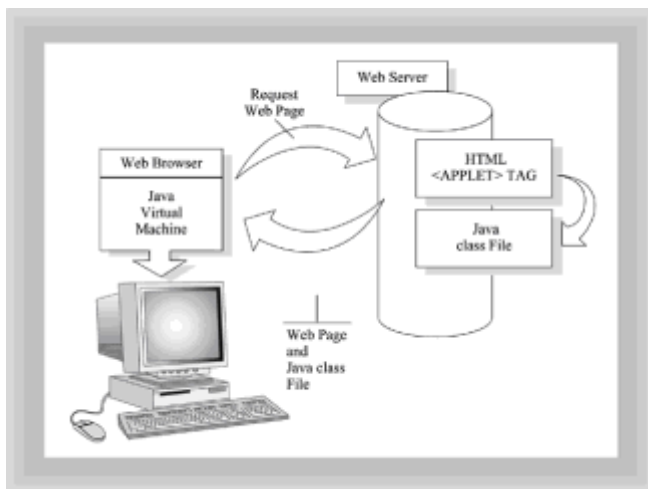 Web Server
Request
Web Page
Web Browser
Java
Virtual
Machine
HTML
<APPLET> TAG
Java
class File
Web Page
and
Java class
File